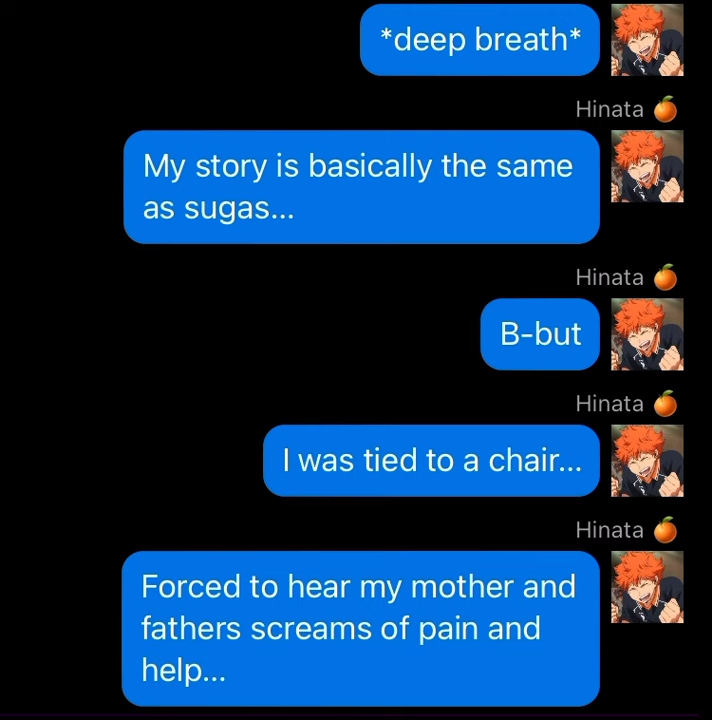 *deep breath*
Hinata 🍊
My story is basically the same
as sugas...
Hinata 🍊
B-but
Hinata 🍊
I was tied to a chair...
Hinata 🍊
Forced to hear my mother and
fathers screams of pain and
help...